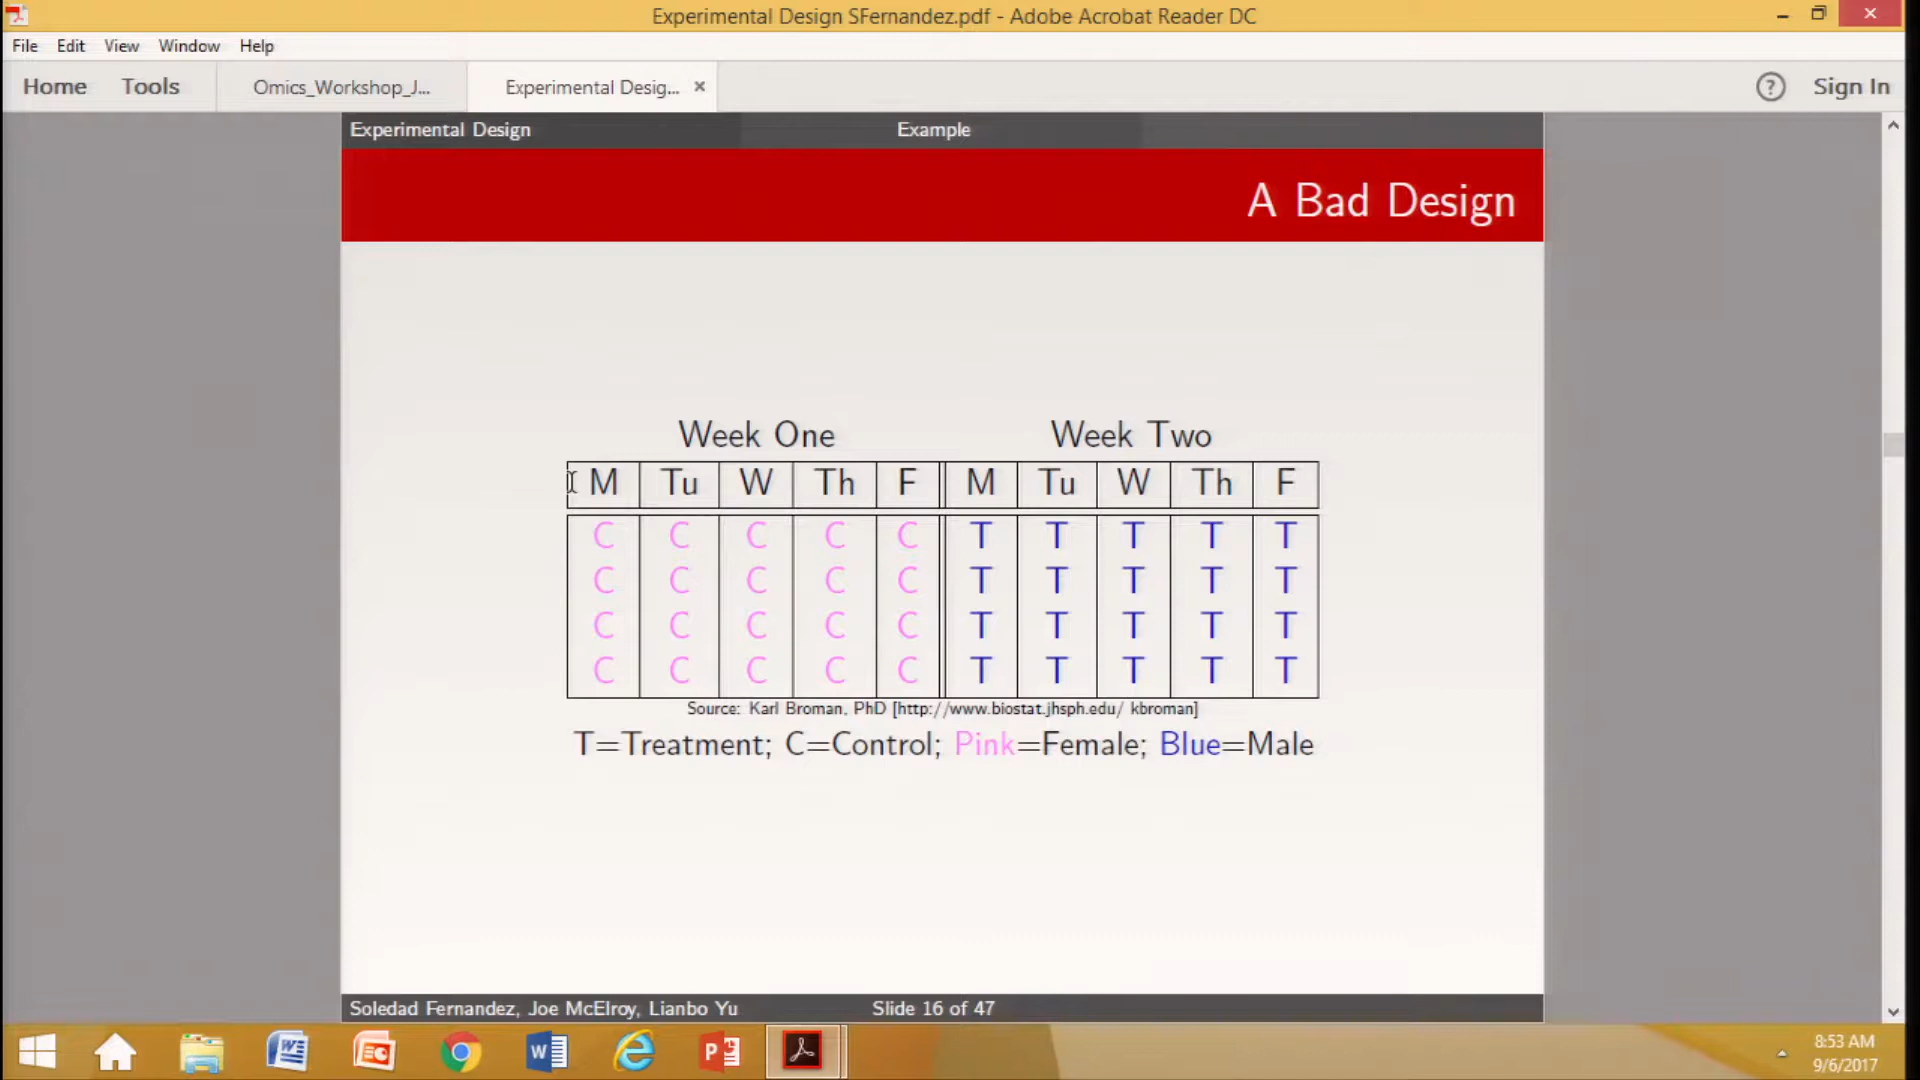 Experimental Design SFernandez.pdf - Adobe Acrobat Reader DC
File Edit View Window Help
Home Tools Omics_Workshop_J... Experimental Desig... × ? Sign In
Experimental Design Example
A Bad Design
Week One Week Two
M Tu W Th F M Tu W Th F
C C C C C T T T T T
C C C C C T T T T T
C C C C C T T T T T
C C C C C T T T T T
Source: Karl Broman, PhD [http://www.biostat.jhsph.edu/ kbroman]
T=Treatment; C=Control; Pink=Female; Blue=Male
Soledad Fernandez, Joe McElroy, Lianbo Yu Slide 16 of 47
8:53 AM
9/6/2017